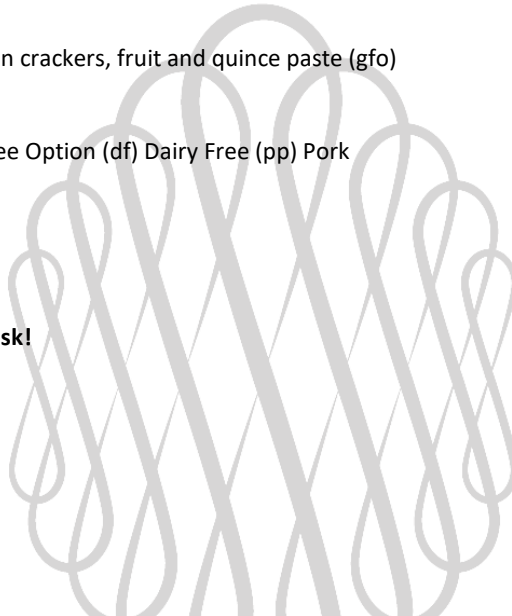 n crackers, fruit and quince paste (gfo)
ee Option (df) Dairy Free (pp) Pork
sk!